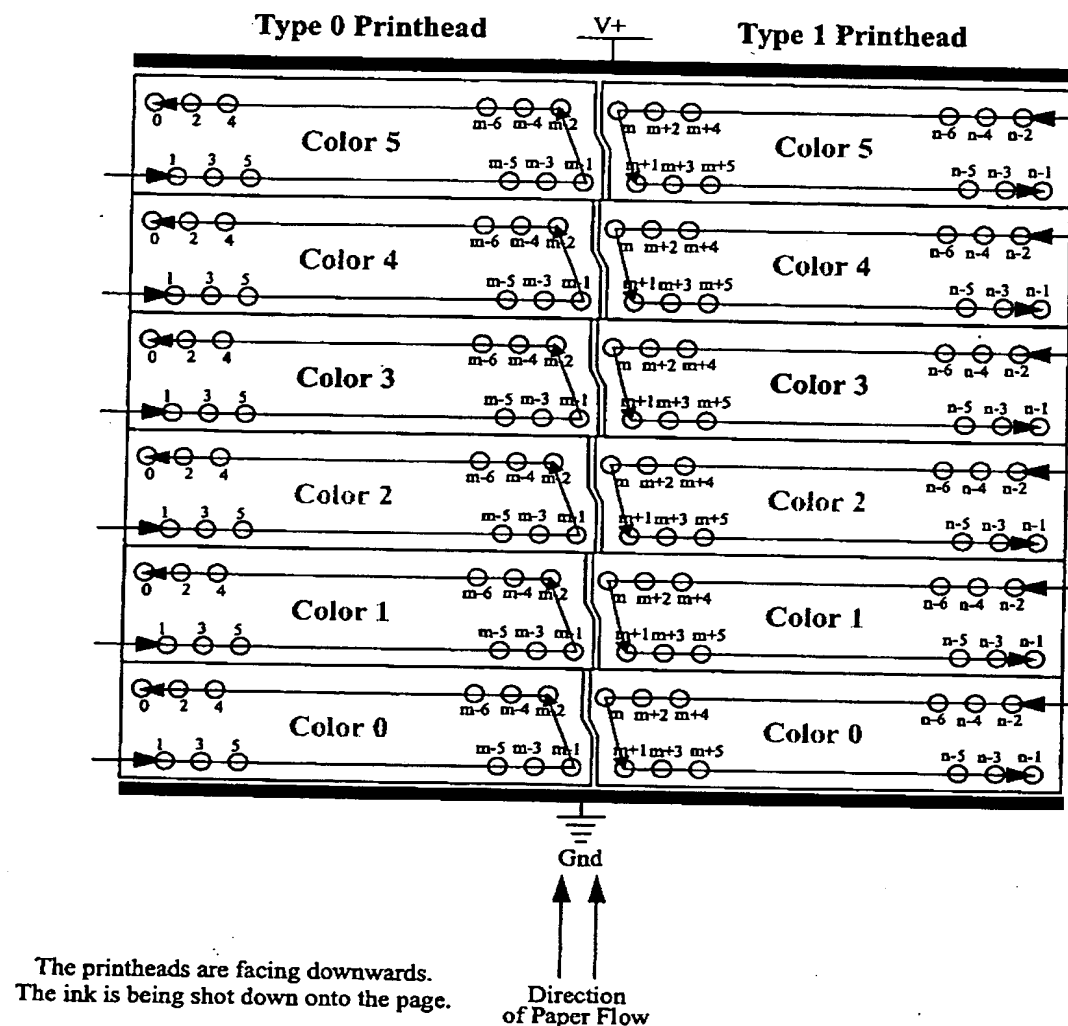 Type 0 Printhead V+ Type 1 Printhead
0 2 4 m-6 m-4 m-2 m m+2 m+4 n-6 n-4 n-2
Color 5 Color 5
1 3 5 m-5 m-3 m-1 m+1 m+3 m+5 n-5 n-3 n-1
0 2 4 m-6 m-4 m-2 m m+2 m+4 n-6 n-4 n-2
Color 4 Color 4
1 3 5 m-5 m-3 m-1 m+1 m+3 m+5 n-5 n-3 n-1
0 2 4 m-6 m-4 m-2 m m+2 m+4 n-6 n-4 n-2
Color 3 Color 3
1 3 5 m-5 m-3 m-1 m+1 m+3 m+5 n-5 n-3 n-1
0 2 4 m-6 m-4 m-2 m m+2 m+4 n-6 n-4 n-2
Color 2 Color 2
1 3 5 m-5 m-3 m-1 m+1 m+3 m+5 n-5 n-3 n-1
0 2 4 m-6 m-4 m-2 m m+2 m+4 n-6 n-4 n-2
Color 1 Color 1
1 3 5 m-5 m-3 m-1 m+1 m+3 m+5 n-5 n-3 n-1
0 2 4 m-6 m-4 m-2 m m+2 m+4 n-6 n-4 n-2
Color 0 Color 0
1 3 5 m-5 m-3 m-1 m+1 m+3 m+5 n-5 n-3 n-1
Gnd
The printheads are facing downwards.
The ink is being shot down onto the page.
Direction
of Paper Flow